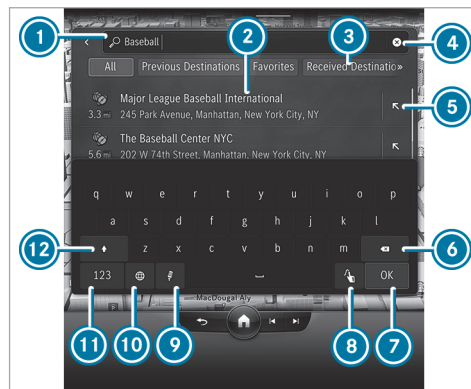 1
2
3
4
Baseball
All Previous Destinations Favorites Received Destinatio»
Major League Baseball International
3.3 mi 245 Park Avenue, Manhattan, New York City, NY
5
The Baseball Center NYC
5.6 mi 202 W 74th Street, Manhattan, New York City, NY
q w e r t y u i o p
a s d f g h j k l
12
z x c v b n m
6
123 OK
MacDougal Aly
11
10
9
8
7